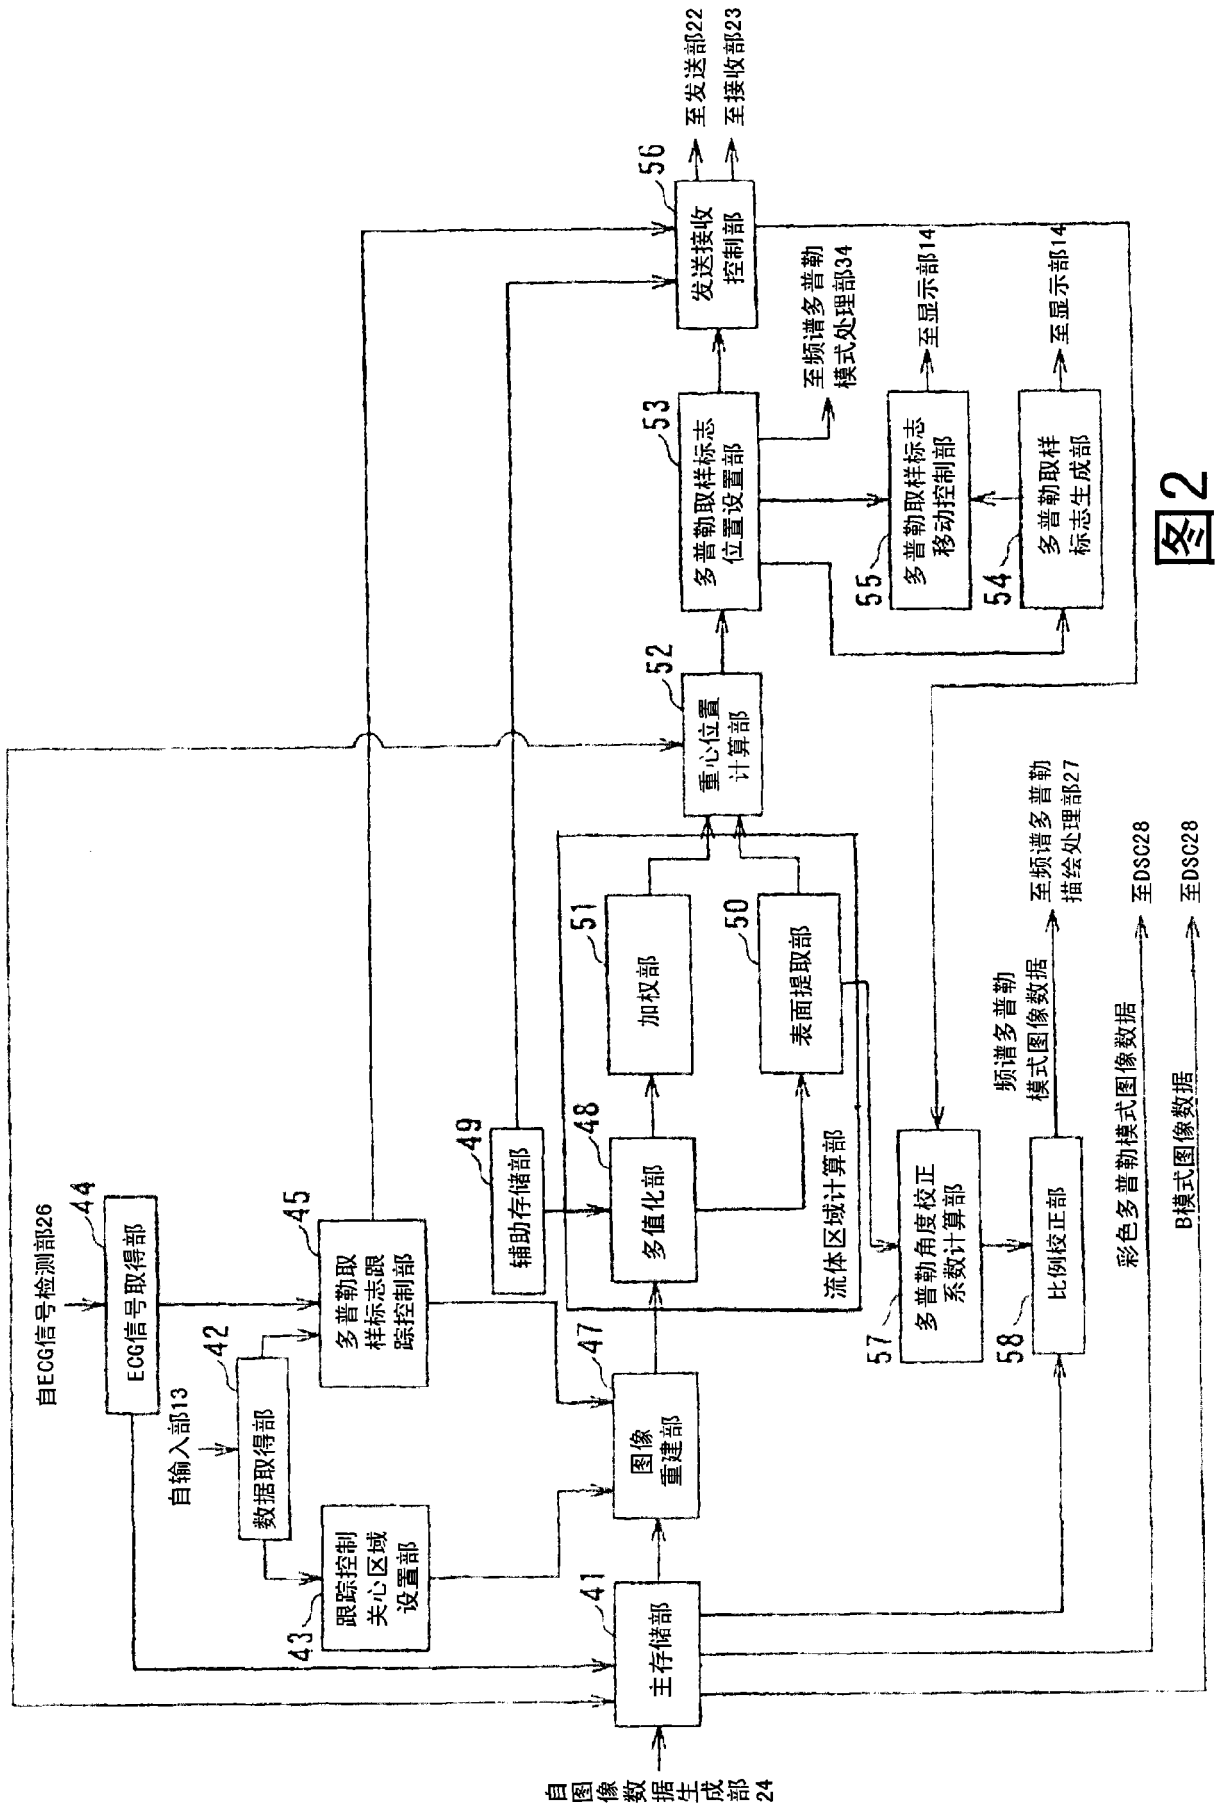 自ECG信号检测部26
44
ECG信号取得部
自输入部13
42
数据取得部
43
跟踪控制
关心区域
设置部
45
多普勒取
样标志跟
踪控制部
49
辅助存储部
自图像数据生成部24
41
主存储部
47
图像
重建部
48
多值化部
51
加权部
50
表面提取部
流体区域计算部
52
重心位置
计算部
53
多普勒取样标志
位置设置部
56
发送接收
控制部
至发送部22
至接收部23
至频谱多普勒
模式处理部34
55
多普勒取样标志
移动控制部
至显示部14
54
多普勒取样
标志生成部
至显示部14
57
多普勒角度校正
系数计算部
58
比例校正部
频谱多普勒
模式图像数据
至频谱多普勒
描绘处理部27
彩色多普勒模式图像数据
至DSC28
B模式图像数据
至DSC28
图2